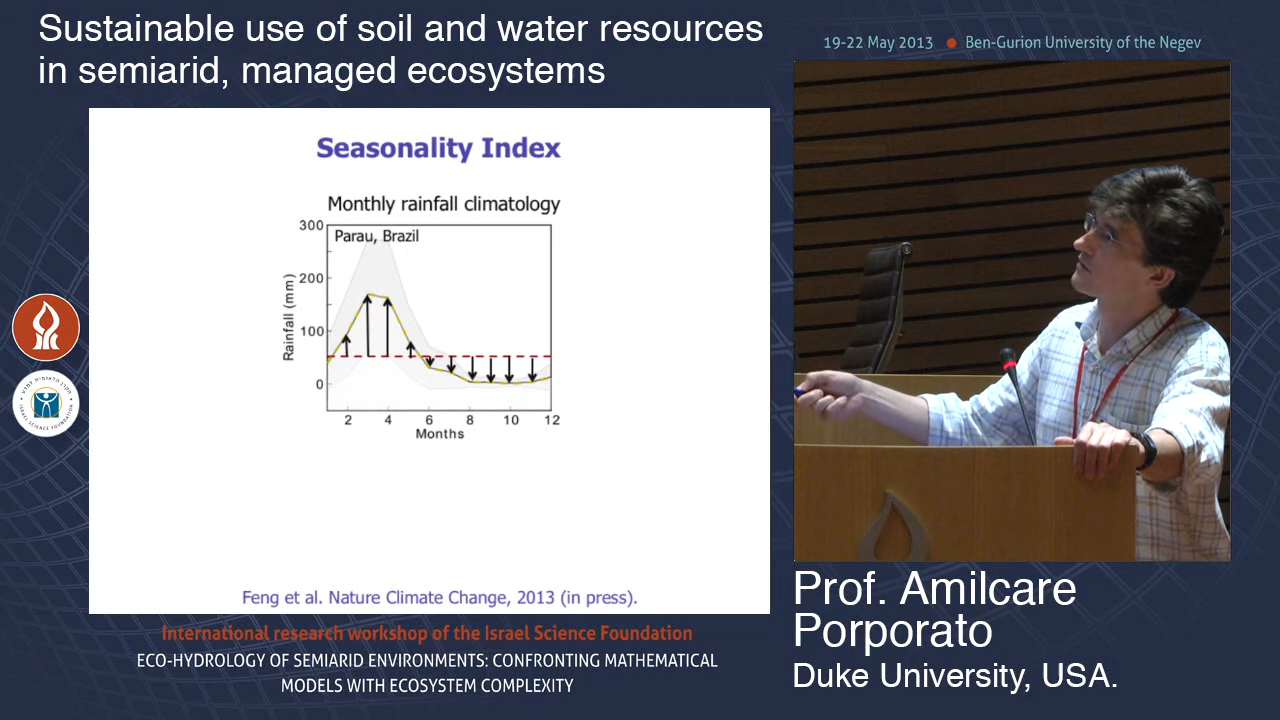 Sustainable use of soil and water resources
in semiarid, managed ecosystems
19-22 May 2013 ● Ben-Gurion University of the Negev
Seasonality Index
Monthly rainfall climatology
Parau, Brazil
Rainfall (mm)
300
200
100
0
2 4 6 8 10 12
Months
Feng et al. Nature Climate Change, 2013 (in press).
International research workshop of the Israel Science Foundation
ECO-HYDROLOGY OF SEMIARID ENVIRONMENTS: CONFRONTING MATHEMATICAL
MODELS WITH ECOSYSTEM COMPLEXITY
Prof. Amilcare
Porporato
Duke University, USA.